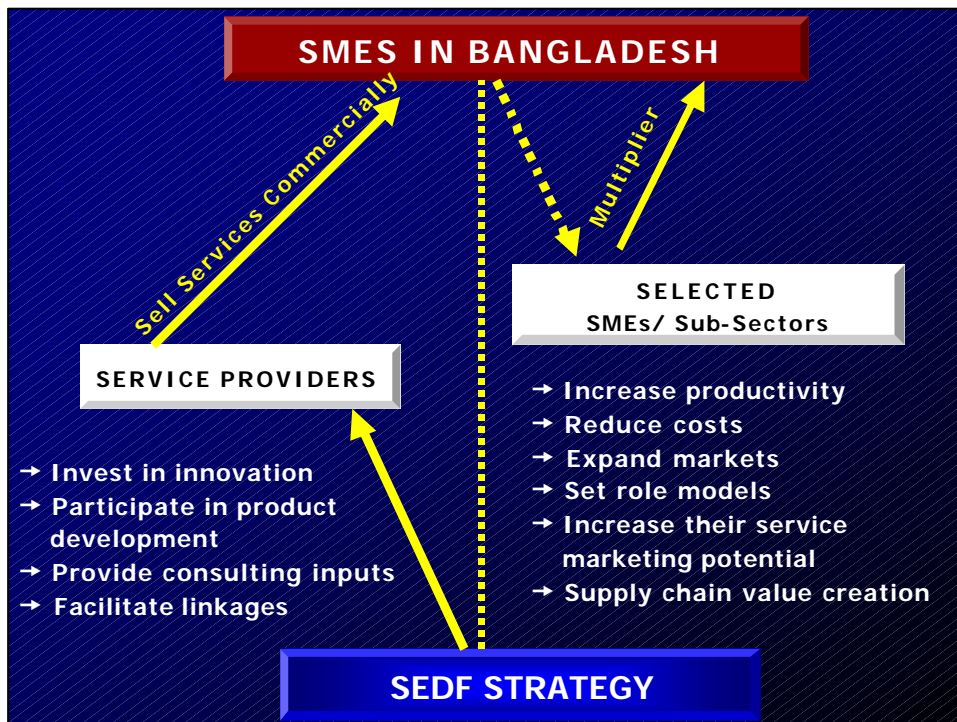 SMES IN BANGLADESH
Sell Services Commercially
Multiplier
SELECTED
SMEs/ Sub-Sectors
SERVICE PROVIDERS
→ Invest in innovation
→ Participate in product
development
→ Provide consulting inputs
→ Facilitate linkages
→ Increase productivity
→ Reduce costs
→ Expand markets
→ Set role models
→ Increase their service
marketing potential
→ Supply chain value creation
SEDF STRATEGY